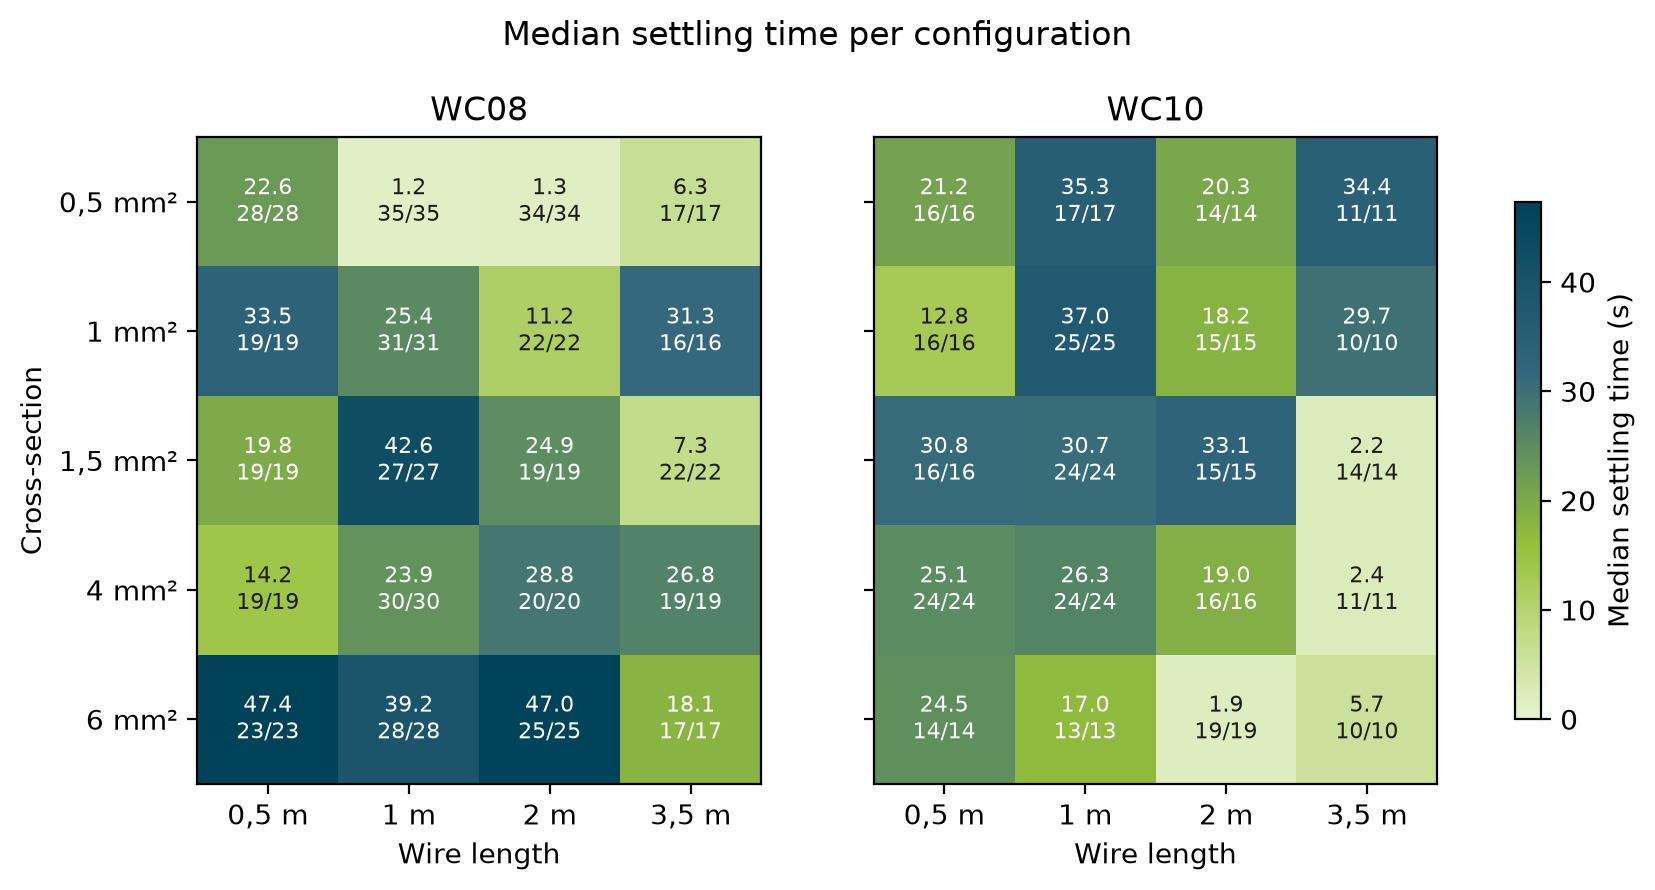 Median settling time per configuration
WC08
WC10
Cross-section
0,5 mm²
22.6 1.2 1.3 6.3
28/28 35/35 34/34 17/17
21.2 35.3 20.3 34.4
16/16 17/17 14/14 11/11
1 mm²
33.5 25.4 11.2 31.3
19/19 31/31 22/22 16/16
12.8 37.0 18.2 29.7
16/16 25/25 15/15 10/10
1,5 mm²
19.8 42.6 24.9 7.3
19/19 27/27 19/19 22/22
30.8 30.7 33.1 2.2
16/16 24/24 15/15 14/14
4 mm²
14.2 23.9 28.8 26.8
19/19 30/30 20/20 19/19
25.1 26.3 19.0 2.4
24/24 24/24 16/16 11/11
6 mm²
47.4 39.2 47.0 18.1
23/23 28/28 25/25 17/17
24.5 17.0 1.9 5.7
14/14 13/13 19/19 10/10
0,5 m 1 m 2 m 3,5 m
Wire length
0,5 m 1 m 2 m 3,5 m
Wire length
40
30
20
10
0
Median settling time (s)